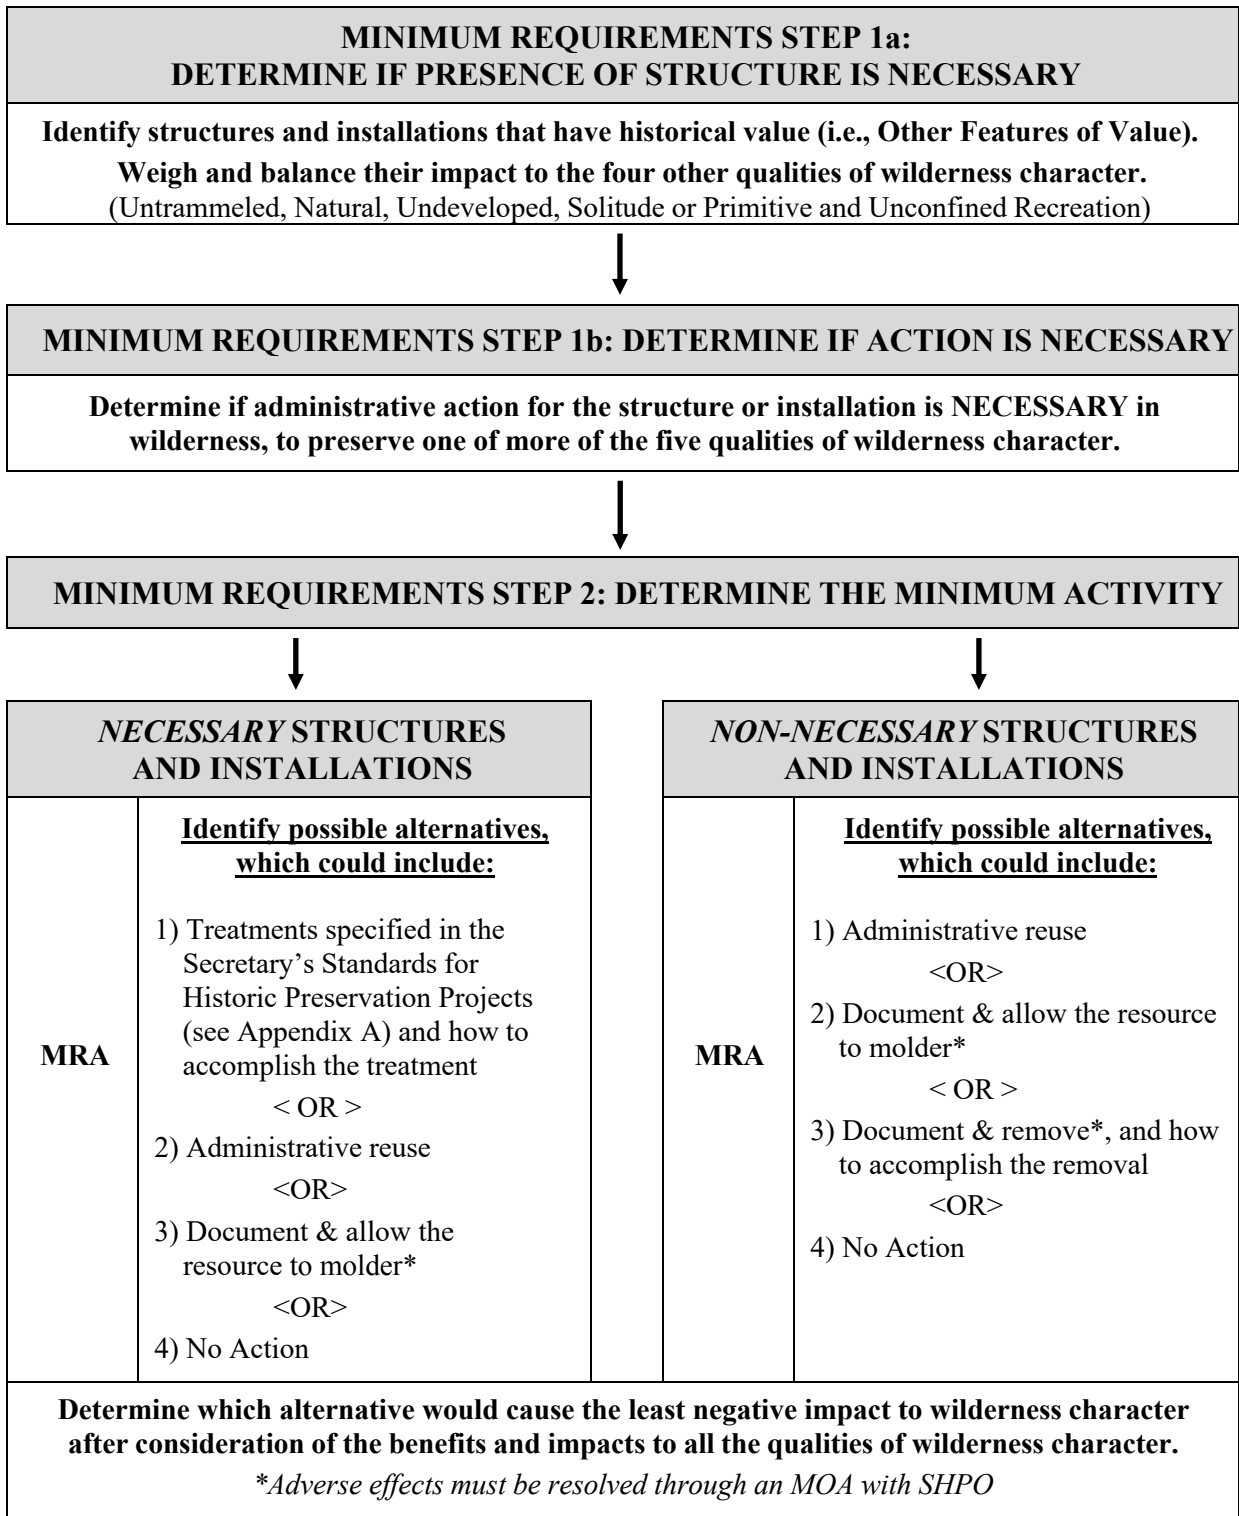 MINIMUM REQUIREMENTS STEP 1a:
DETERMINE IF PRESENCE OF STRUCTURE IS NECESSARY
Identify structures and installations that have historical value (i.e., Other Features of Value).
Weigh and balance their impact to the four other qualities of wilderness character.
(Untrammeled, Natural, Undeveloped, Solitude or Primitive and Unconfined Recreation)
MINIMUM REQUIREMENTS STEP 1b: DETERMINE IF ACTION IS NECESSARY
Determine if administrative action for the structure or installation is NECESSARY in
wilderness, to preserve one of more of the five qualities of wilderness character.
MINIMUM REQUIREMENTS STEP 2: DETERMINE THE MINIMUM ACTIVITY
NECESSARY STRUCTURES
AND INSTALLATIONS
MRA
Identify possible alternatives,
which could include:
1) Treatments specified in the
Secretary’s Standards for
Historic Preservation Projects
(see Appendix A) and how to
accomplish the treatment
< OR >
2) Administrative reuse
<OR>
3) Document & allow the
resource to molder*
<OR>
4) No Action
NON-NECESSARY STRUCTURES
AND INSTALLATIONS
MRA
Identify possible alternatives,
which could include:
1) Administrative reuse
<OR>
2) Document & allow the resource
to molder*
< OR >
3) Document & remove*, and how
to accomplish the removal
<OR>
4) No Action
Determine which alternative would cause the least negative impact to wilderness character
after consideration of the benefits and impacts to all the qualities of wilderness character.
*Adverse effects must be resolved through an MOA with SHPO